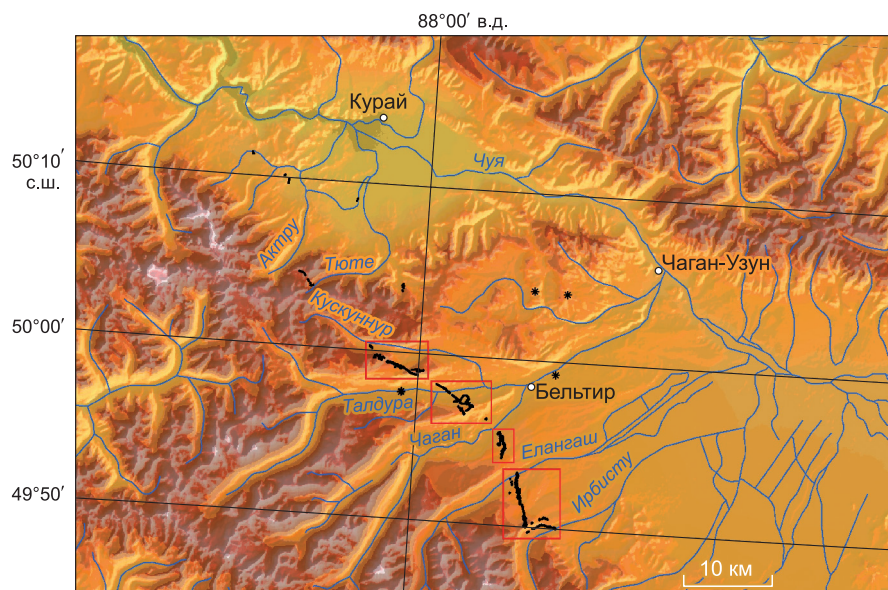 88°00′ в.д.
Курай
50°10′
с.ш.
Чуя
Актру
Чаган-Узун
Тюте
Кускуннур
50°00′
Бельтир
Талдура
Чаган
Елангаш
Ирбисту
49°50′
10 км